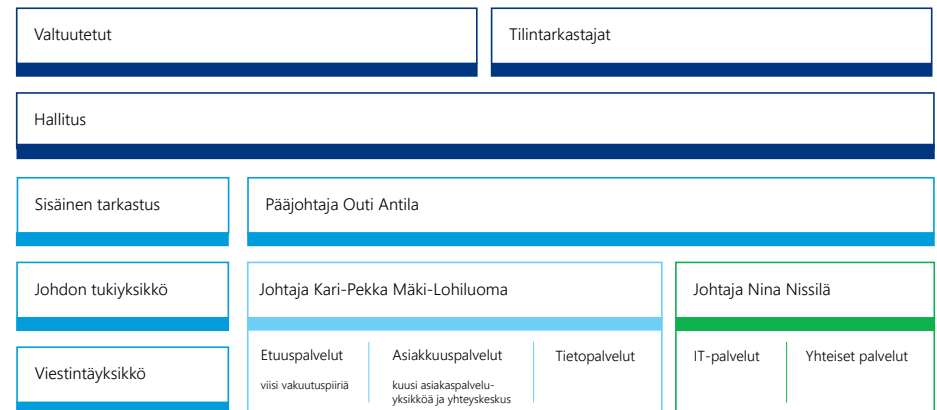 Valtuutetut
Tilintarkastajat
Hallitus
Sisäinen tarkastus
Pääjohtaja Outi Antila
Johdon tukiyksikkö
Johtaja Kari-Pekka Mäki-Lohiluoma
Johtaja Nina Nissilä
Viestintäyksikkö
Etuuspalvelut
viisi vakuutuspiiriä
Asiakkuuspalvelut
kuusi asiakaspalvelu-
yksikköä ja yhteyskeskus
Tietopalvelut
IT-palvelut
Yhteiset palvelut